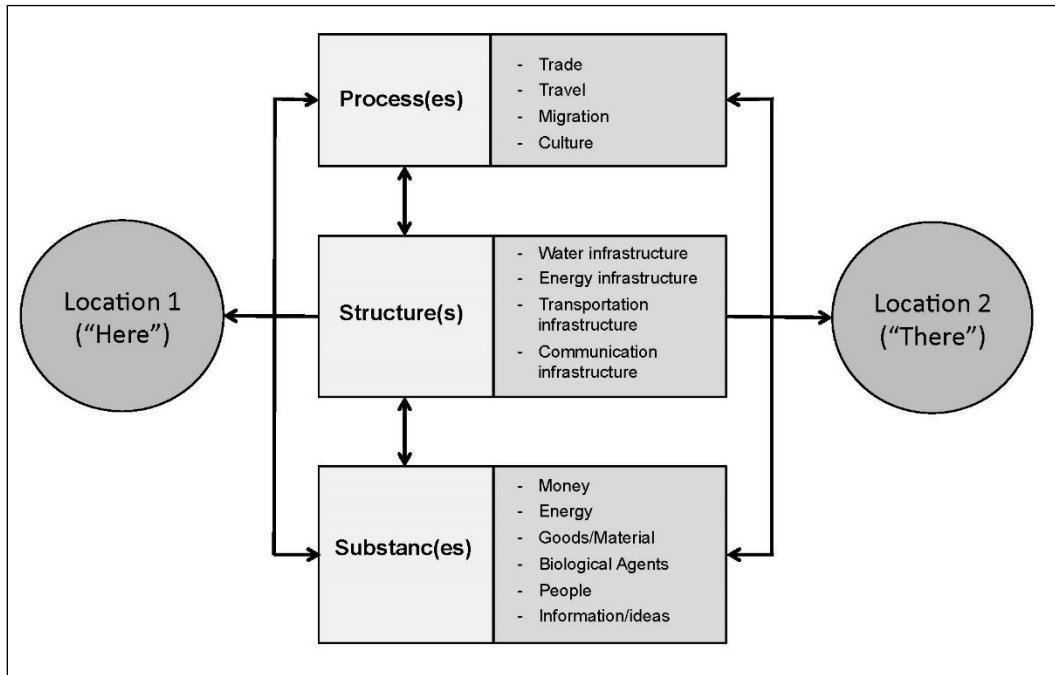 Process(es)
- Trade
- Travel
- Migration
- Culture
Location 1
("Here")
Structure(s)
- Water infrastructure
- Energy infrastructure
- Transportation
infrastructure
- Communication
infrastructure
Location 2
("There")
Substanc(es)
- Money
- Energy
- Goods/Material
- Biological Agents
- People
- Information/ideas